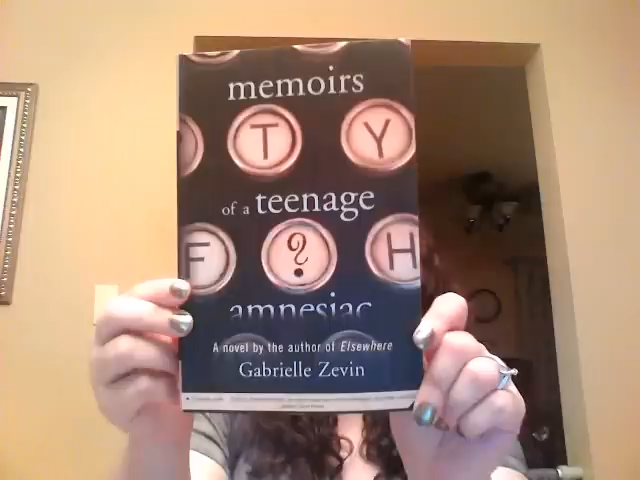 memoirs
T Y
of a teenage
F ? H
amnesiac
A novel by the author of Elsewhere
Gabrielle Zevin